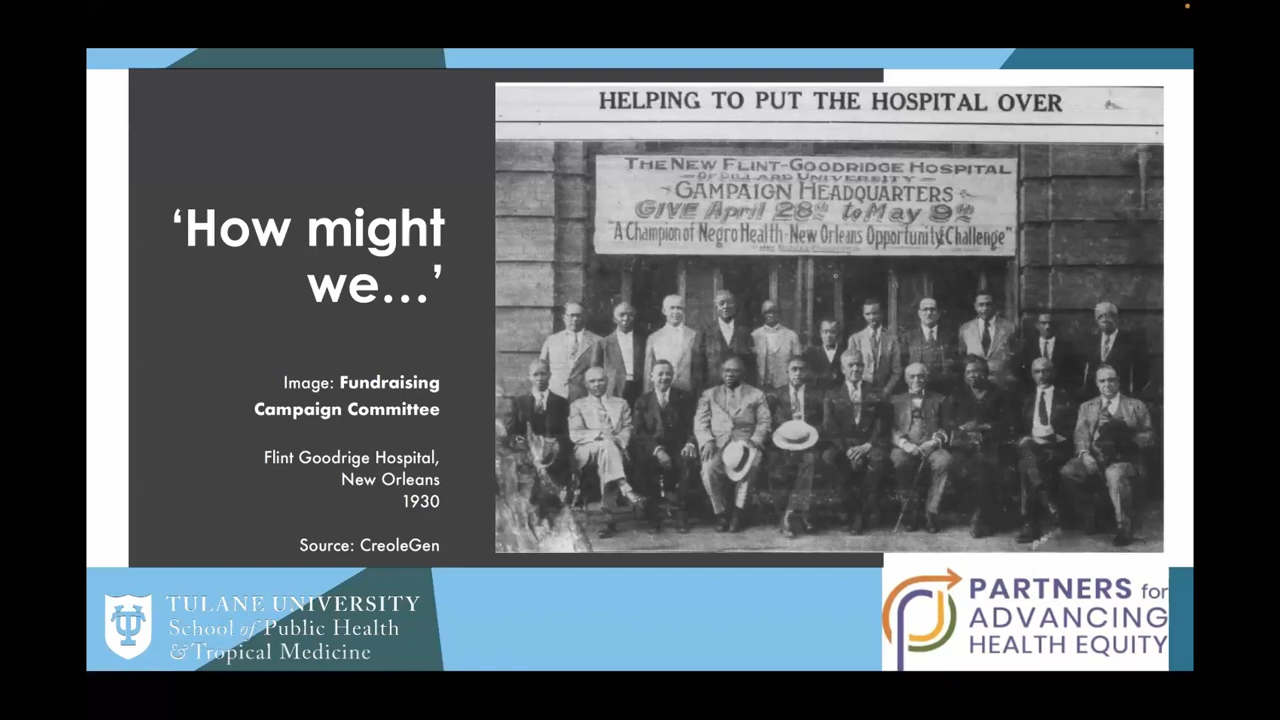 ‘How might
we...’
Image: Fundraising
Campaign Committee
Flint Goodrige Hospital,
New Orleans
1930
Source: CreoleGen
HELPING TO PUT THE HOSPITAL OVER
THE NEW FLINT-GOODRIDGE HOSPITAL
OF DILLARD UNIVERSITY
CAMPAIGN HEADQUARTERS
GIVE April 28th to May 9th
"A Champion of Negro Health-New Orleans Opportunity & Challenge"
TULANE UNIVERSITY
School of Public Health
& Tropical Medicine
PARTNERS for
ADVANCING
HEALTH EQUITY